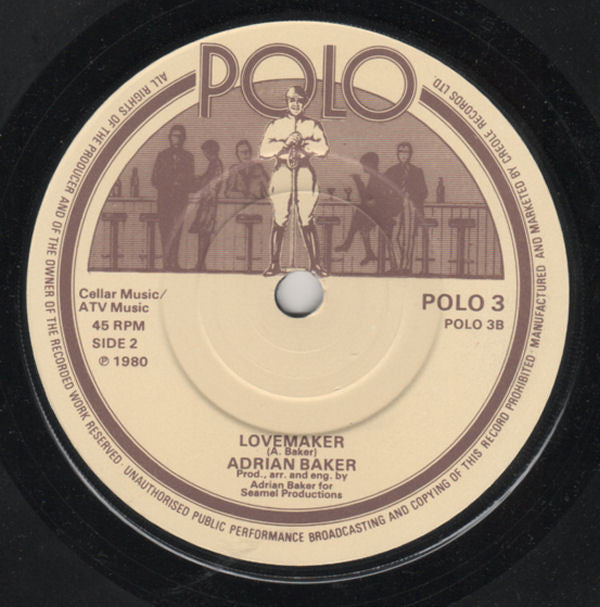 POLO
ALL RIGHTS OF THE PRODUCER AND OF THE OWNER OF THE RECORDED WORK RESERVED · UNAUTHORISED PUBLIC PERFORMANCE BROADCASTING AND COPYING OF THIS RECORD PROHIBITED · MANUFACTURED AND MARKETED BY CREOLE RECORDS LTD.
Cellar Music/
ATV Music
45 RPM
SIDE 2
℗ 1980
POLO 3
POLO 3B
LOVEMAKER
(A. Baker)
ADRIAN BAKER
Prod., arr. and eng. by
Adrian Baker for
Seamel Productions